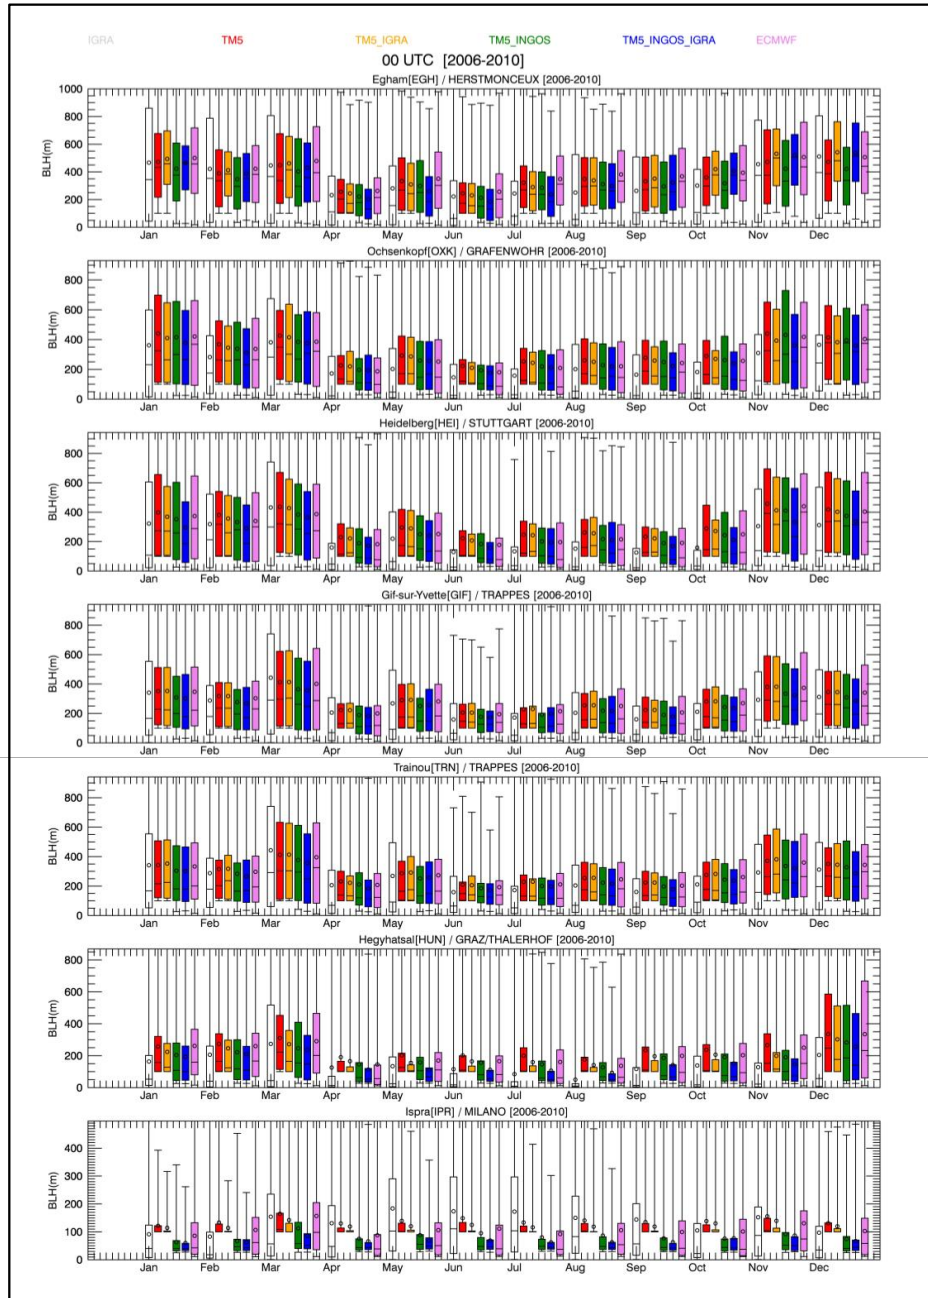 IGRA TM5 TM5_IGRA TM5_INGOS TM5_INGOS_IGRA ECMWF
00 UTC [2006-2010]
Egham[EGH] / HERSTMONCEUX [2006-2010]
1000
800
600
400
200
0
BLH(m)
Jan Feb Mar Apr May Jun Jul Aug Sep Oct Nov Dec
Ochsenkopf[OXK] / GRAFENWOHR [2006-2010]
800
600
400
200
0
BLH(m)
Jan Feb Mar Apr May Jun Jul Aug Sep Oct Nov Dec
Heidelberg[HEI] / STUTTGART [2006-2010]
800
600
400
200
0
BLH(m)
Jan Feb Mar Apr May Jun Jul Aug Sep Oct Nov Dec
Gif-sur-Yvette[GIF] / TRAPPES [2006-2010]
800
600
400
200
0
BLH(m)
Jan Feb Mar Apr May Jun Jul Aug Sep Oct Nov Dec
Trainou[TRN] / TRAPPES [2006-2010]
800
600
400
200
0
BLH(m)
Jan Feb Mar Apr May Jun Jul Aug Sep Oct Nov Dec
Hegyhatsal[HUN] / GRAZ/THALERHOF [2006-2010]
800
600
400
200
0
BLH(m)
Jan Feb Mar Apr May Jun Jul Aug Sep Oct Nov Dec
Ispra[IPR] / MILANO [2006-2010]
400
300
200
100
0
BLH(m)
Jan Feb Mar Apr May Jun Jul Aug Sep Oct Nov Dec